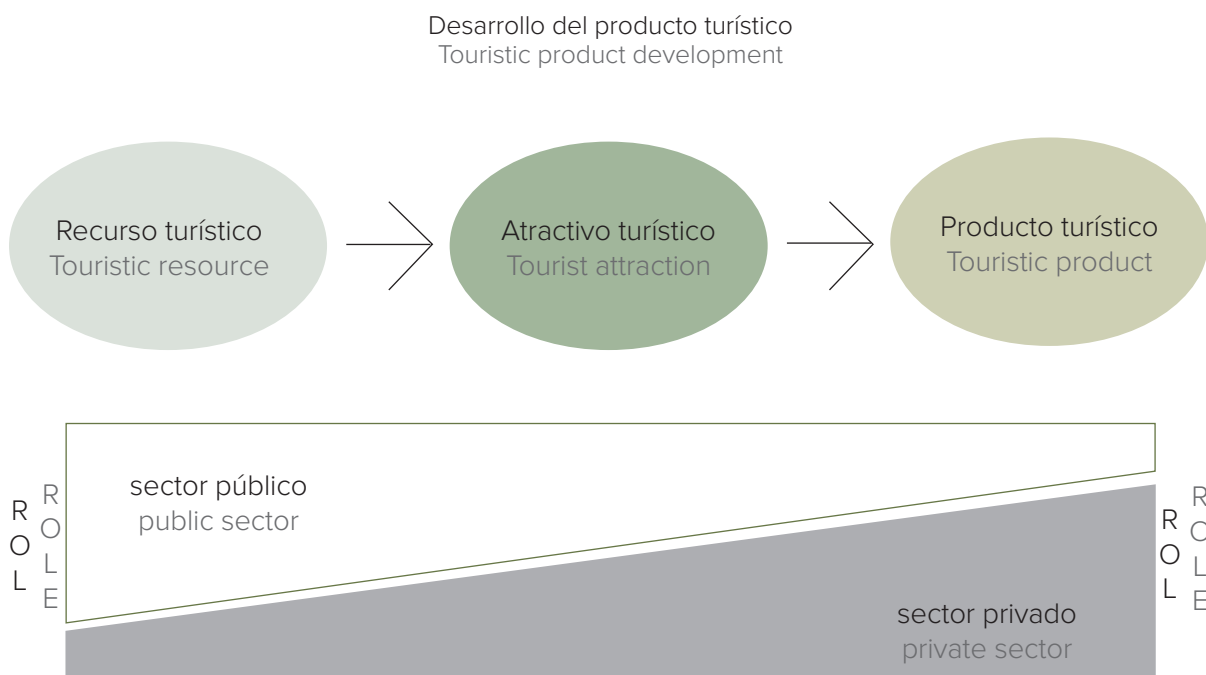 Desarrollo del producto turístico
Touristic product development
Recurso turístico
Touristic resource
Atractivo turístico
Tourist attraction
Producto turístico
Touristic product
ROL
ROLE
sector público
public sector
sector privado
private sector
ROL
ROLE